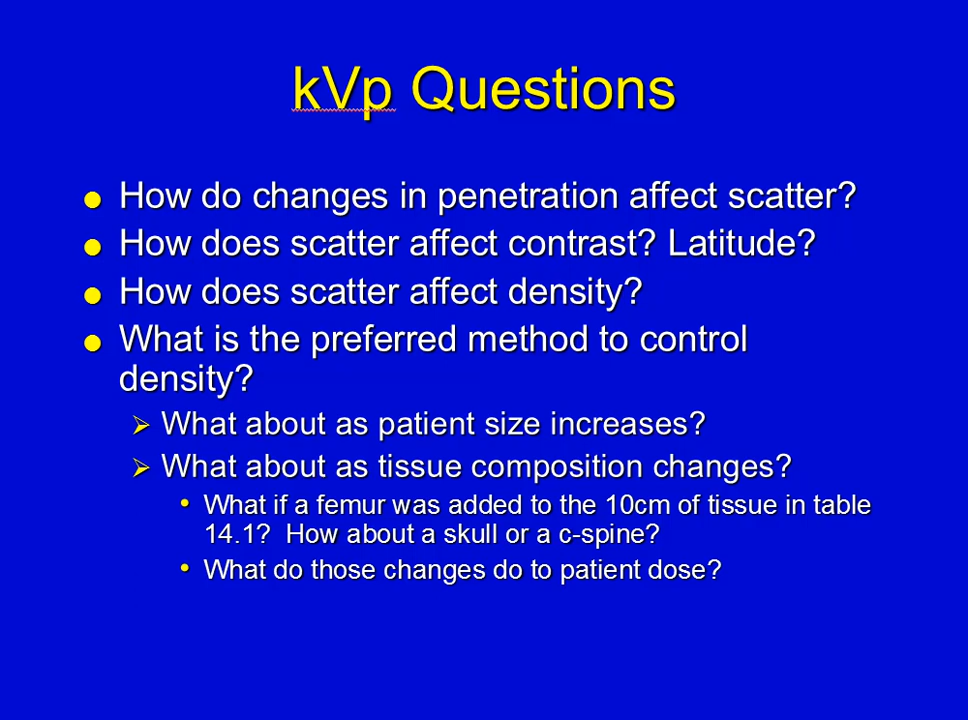 kVp Questions
How do changes in penetration affect scatter?
How does scatter affect contrast? Latitude?
How does scatter affect density?
What is the preferred method to control
density?
What about as patient size increases?
What about as tissue composition changes?
What if a femur was added to the 10cm of tissue in table
14.1? How about a skull or a c-spine?
What do those changes do to patient dose?